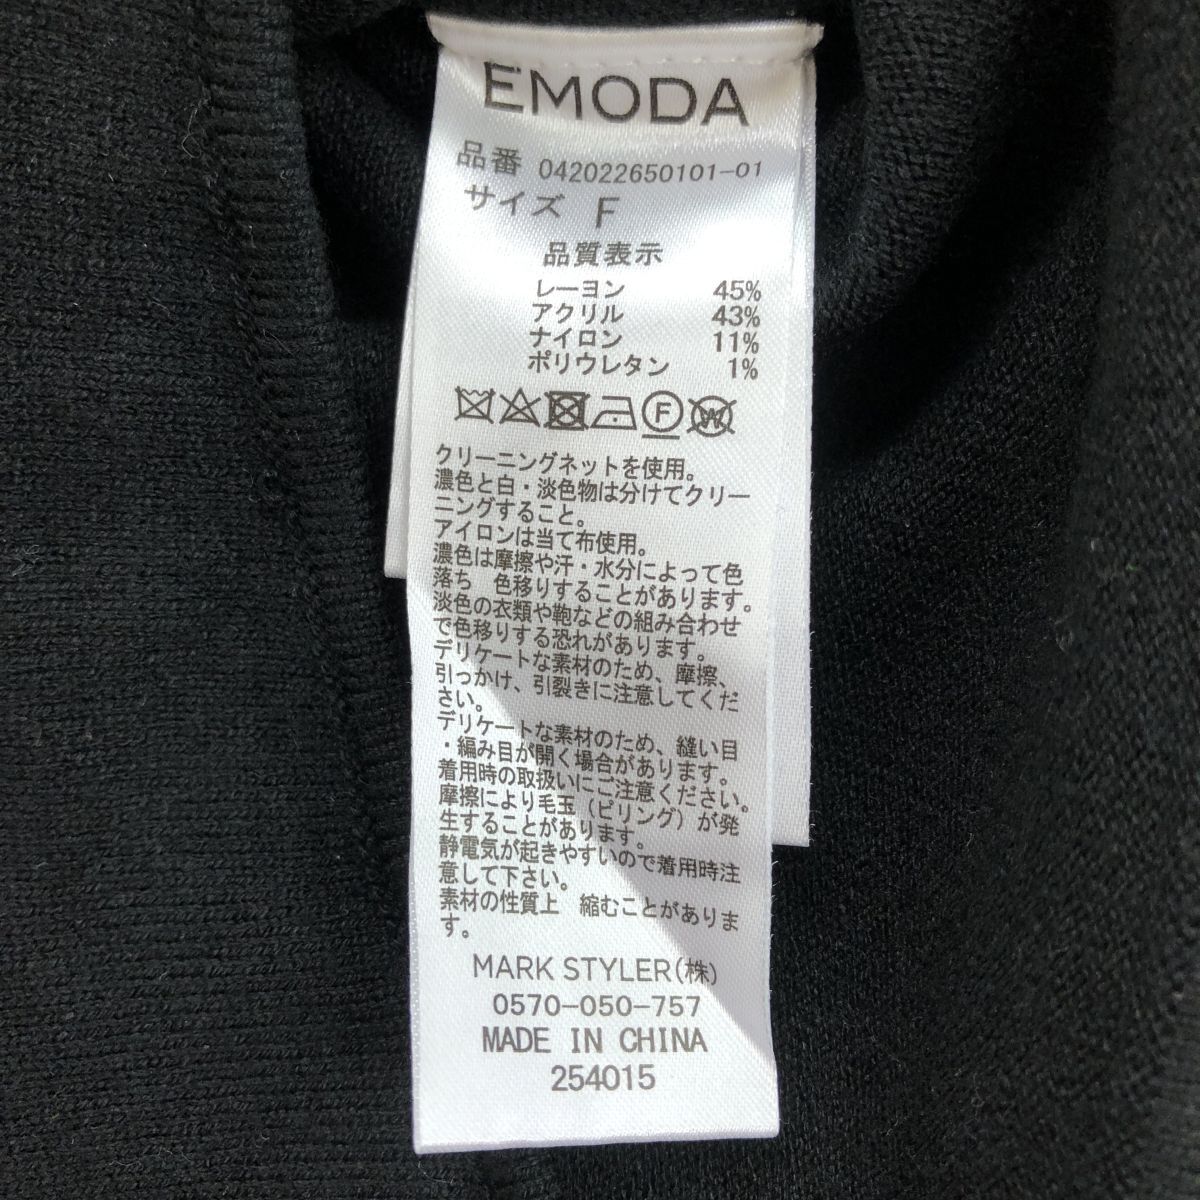 EMODA
品番 042022650101-01
サイズ F
品質表示
レーヨン 45%
アクリル 43%
ナイロン 11%
ポリウレタン 1%
F W
クリーニングネットを使用。
濃色と白・淡色物は分けてクリー
ニングすること。
アイロンは当て布使用。
濃色は摩擦や汗・水分によって色
落ち 色移りすることがあります。
淡色の衣類や鞄などの組み合わせ
で色移りする恐れがあります。
デリケートな素材のため、摩擦、
引っかけ、引裂きに注意してくだ
さい。
デリケートな素材のため、縫い目
・編み目が開く場合があります。
着用時の取扱いにご注意ください。
摩擦により毛玉(ピリング)が発
生することがあります。
静電気が起きやすいので着用時注
意して下さい。
素材の性質上 縮むことがありま
す。
MARK STYLER(株)
0570-050-757
MADE IN CHINA
254015